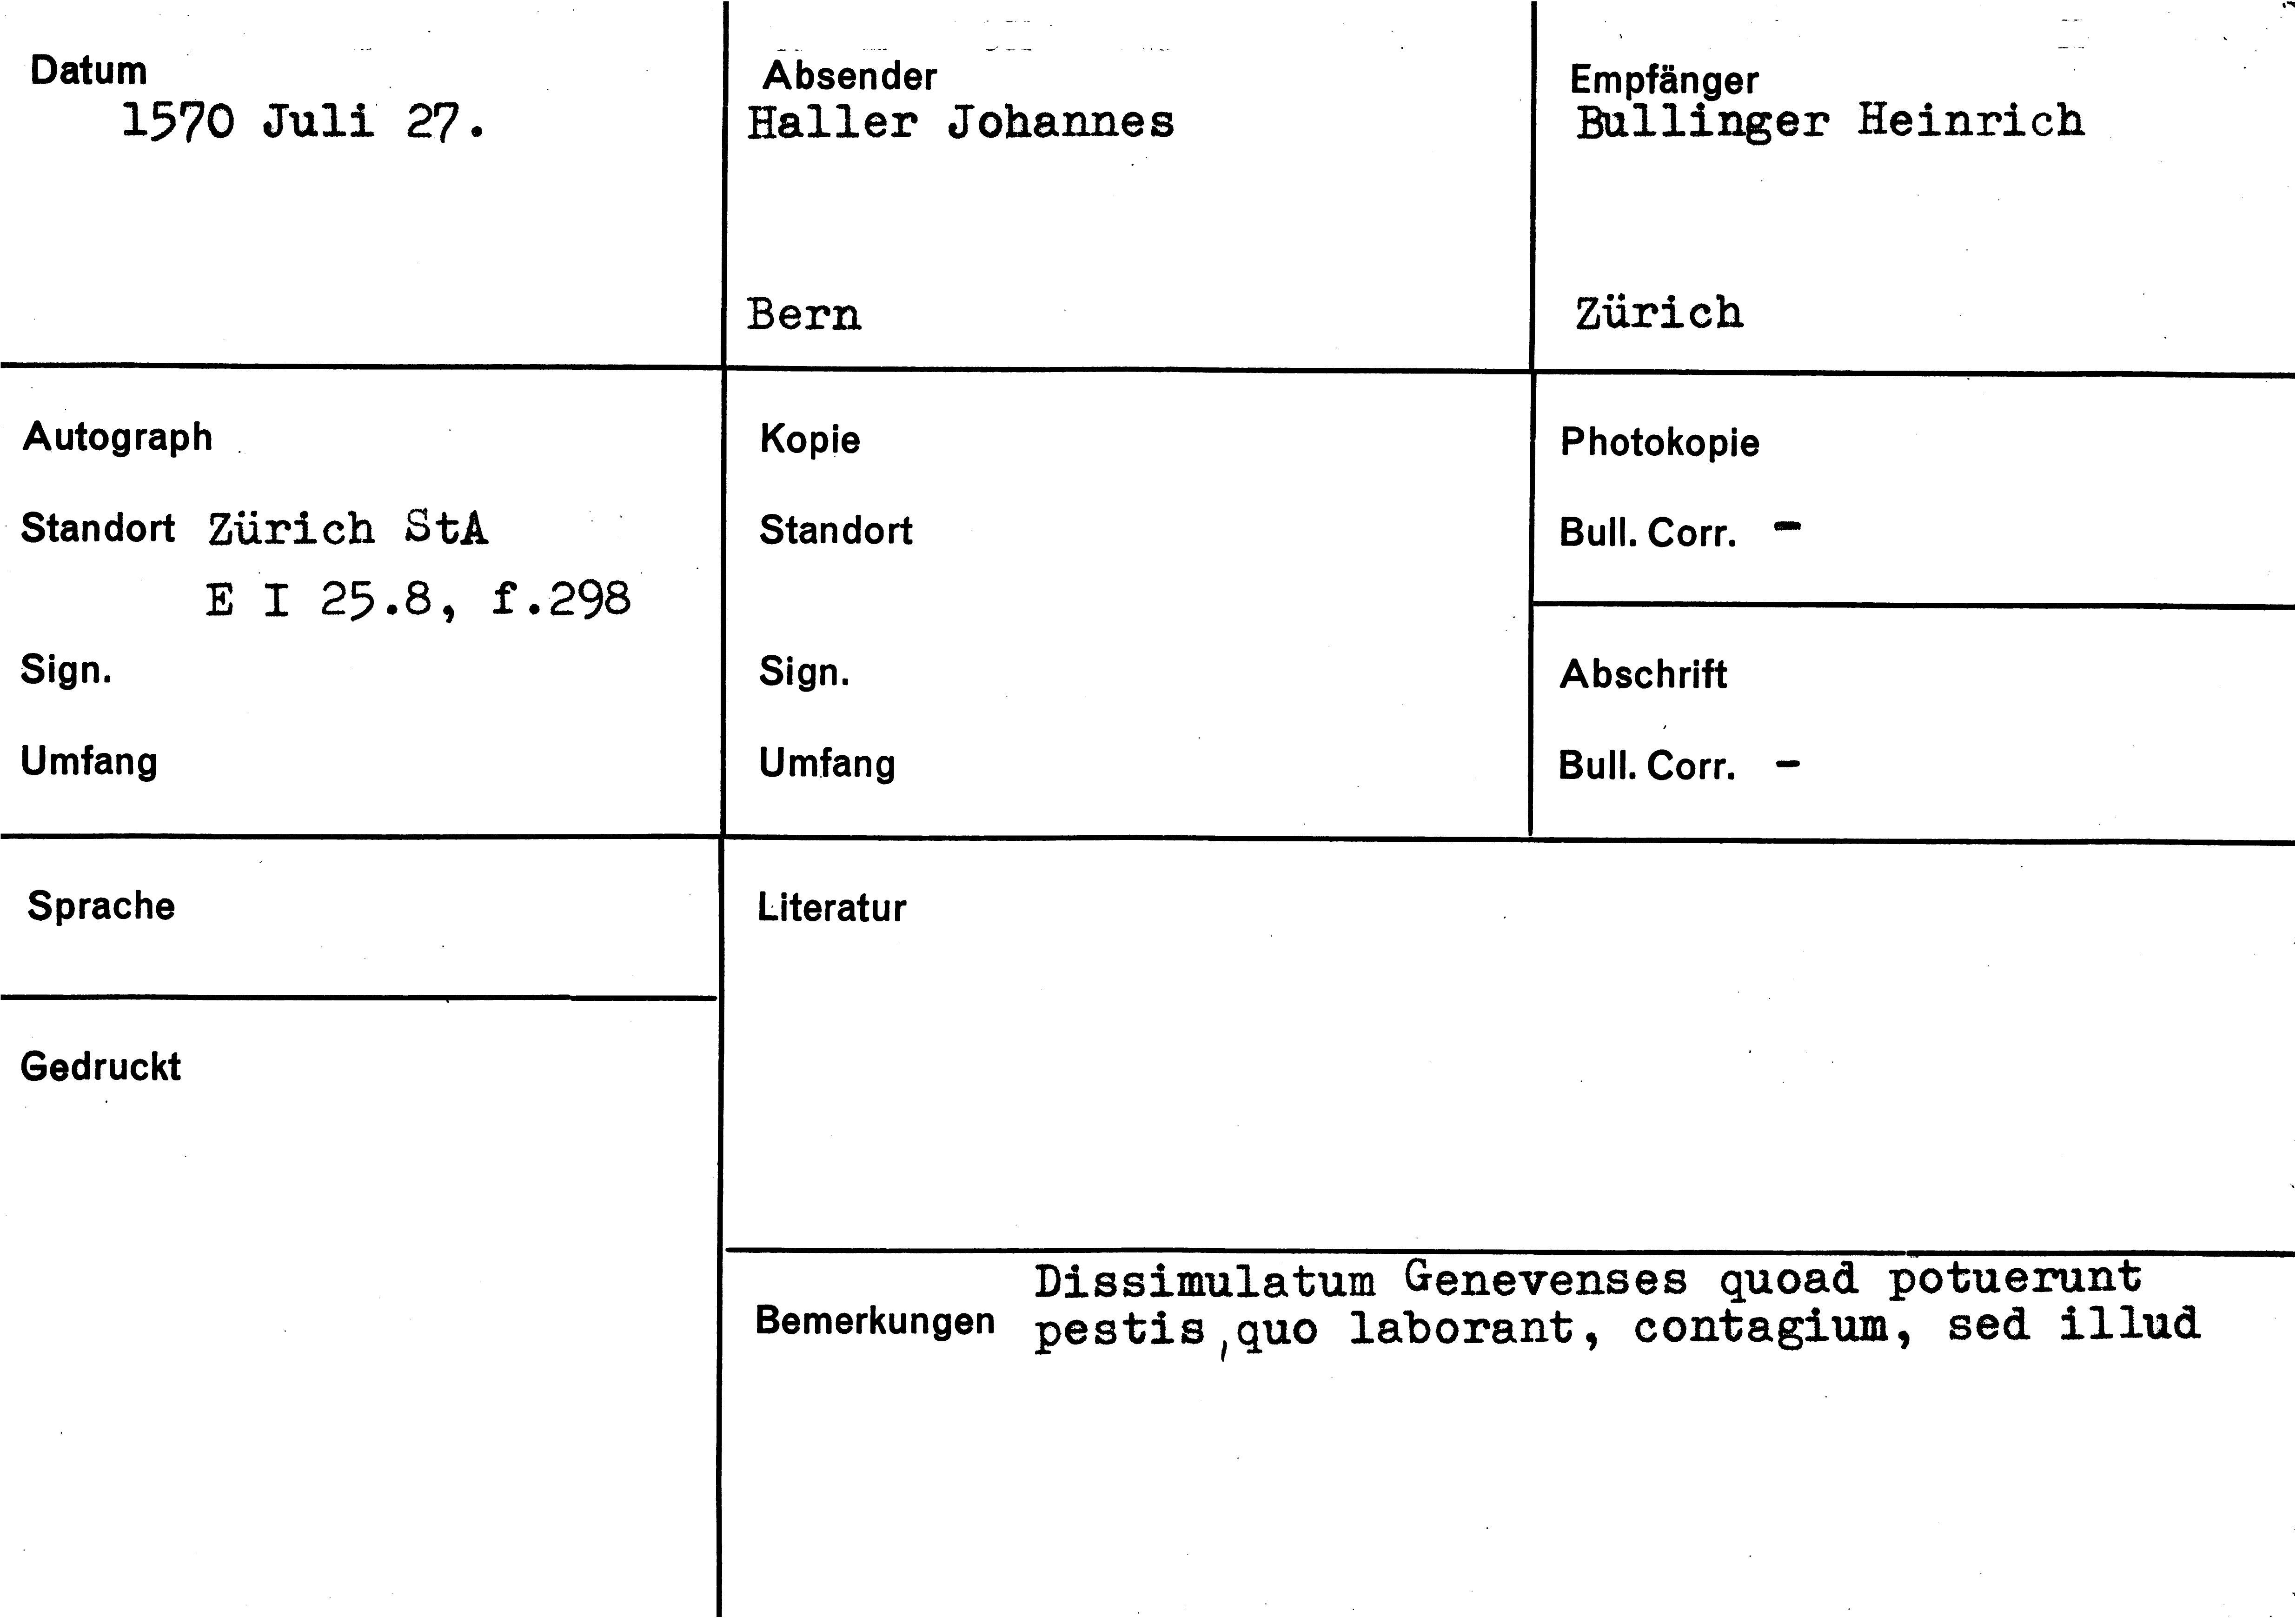 Datum
1570 Juli 27.
Absender
Haller Johannes
Bern
Empfänger
Bullinger Heinrich
Zürich
Autograph
Standort Zürich StA
E I 25.8, f.298
Sign.
Umfang
Kopie
Standort
Sign.
Umfang
Photokopie
Bull. Corr. -
Abschrift
Bull. Corr. -
Sprache
Gedruckt
Literatur
Bemerkungen
Dissimulatum Genevenses quoad potuerunt
pestis,quo laborant, contagium, sed illud